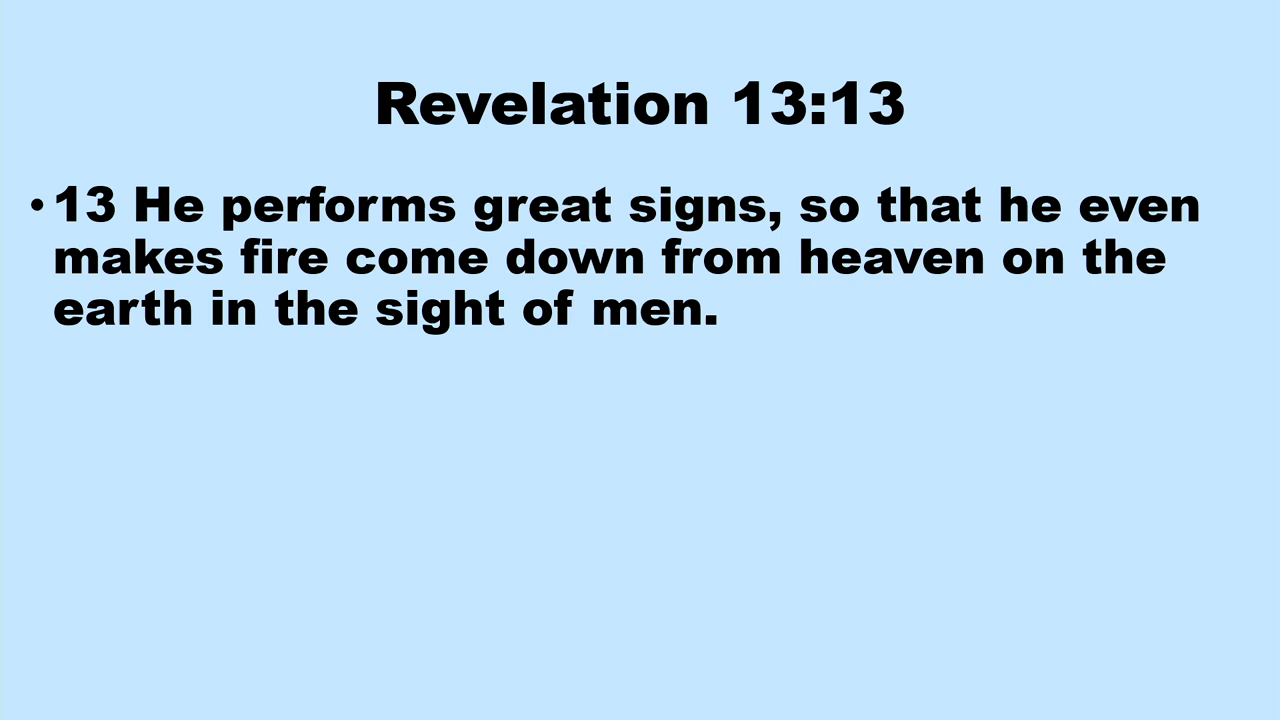 Revelation 13:13
• 13 He performs great signs, so that he even
makes fire come down from heaven on the
earth in the sight of men.